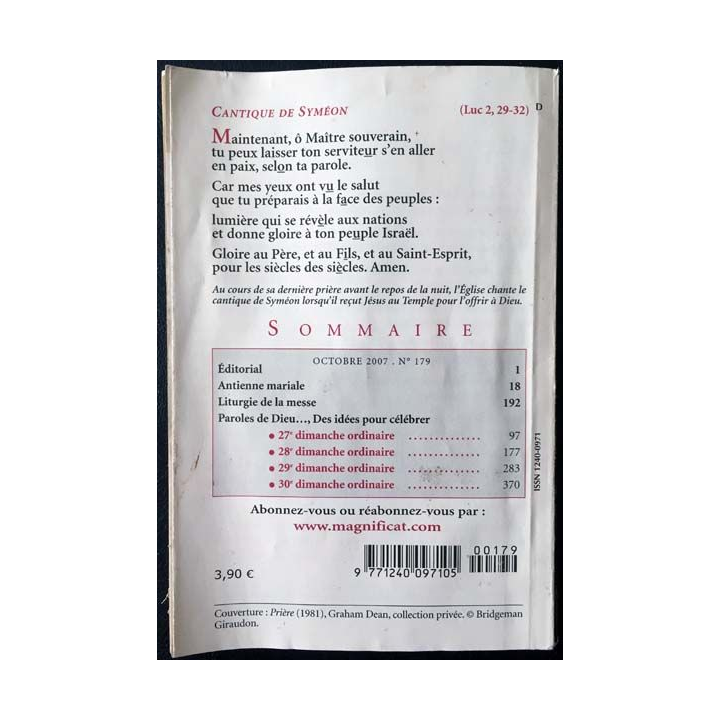 CANTIQUE DE SYMÉON (Luc 2, 29-32) D
Maintenant, ô Maître souverain, +
tu peux laisser ton serviteur s'en aller
en paix, selon ta parole.
Car mes yeux ont vu le salut
que tu préparais à la face des peuples :
lumière qui se révèle aux nations
et donne gloire à ton peuple Israël.
Gloire au Père, et au Fils, et au Saint-Esprit,
pour les siècles des siècles. Amen.
Au cours de sa dernière prière avant le repos de la nuit, l'Église chante le
cantique de Syméon lorsqu'il reçut Jésus au Temple pour l'offrir à Dieu.
SOMMAIRE
OCTOBRE 2007 . N° 179
Éditorial 1
Antienne mariale 18
Liturgie de la messe 192
Paroles de Dieu..., Des idées pour célébrer
• 27e dimanche ordinaire .............. 97
• 28e dimanche ordinaire .............. 177
• 29e dimanche ordinaire .............. 283
• 30e dimanche ordinaire .............. 370
ISSN 1240-0971
Abonnez-vous ou réabonnez-vous par :
www.magnificat.com
00179
3,90 €
9 771240 097105
Couverture : Prière (1981), Graham Dean, collection privée. © Bridgeman
Giraudon.